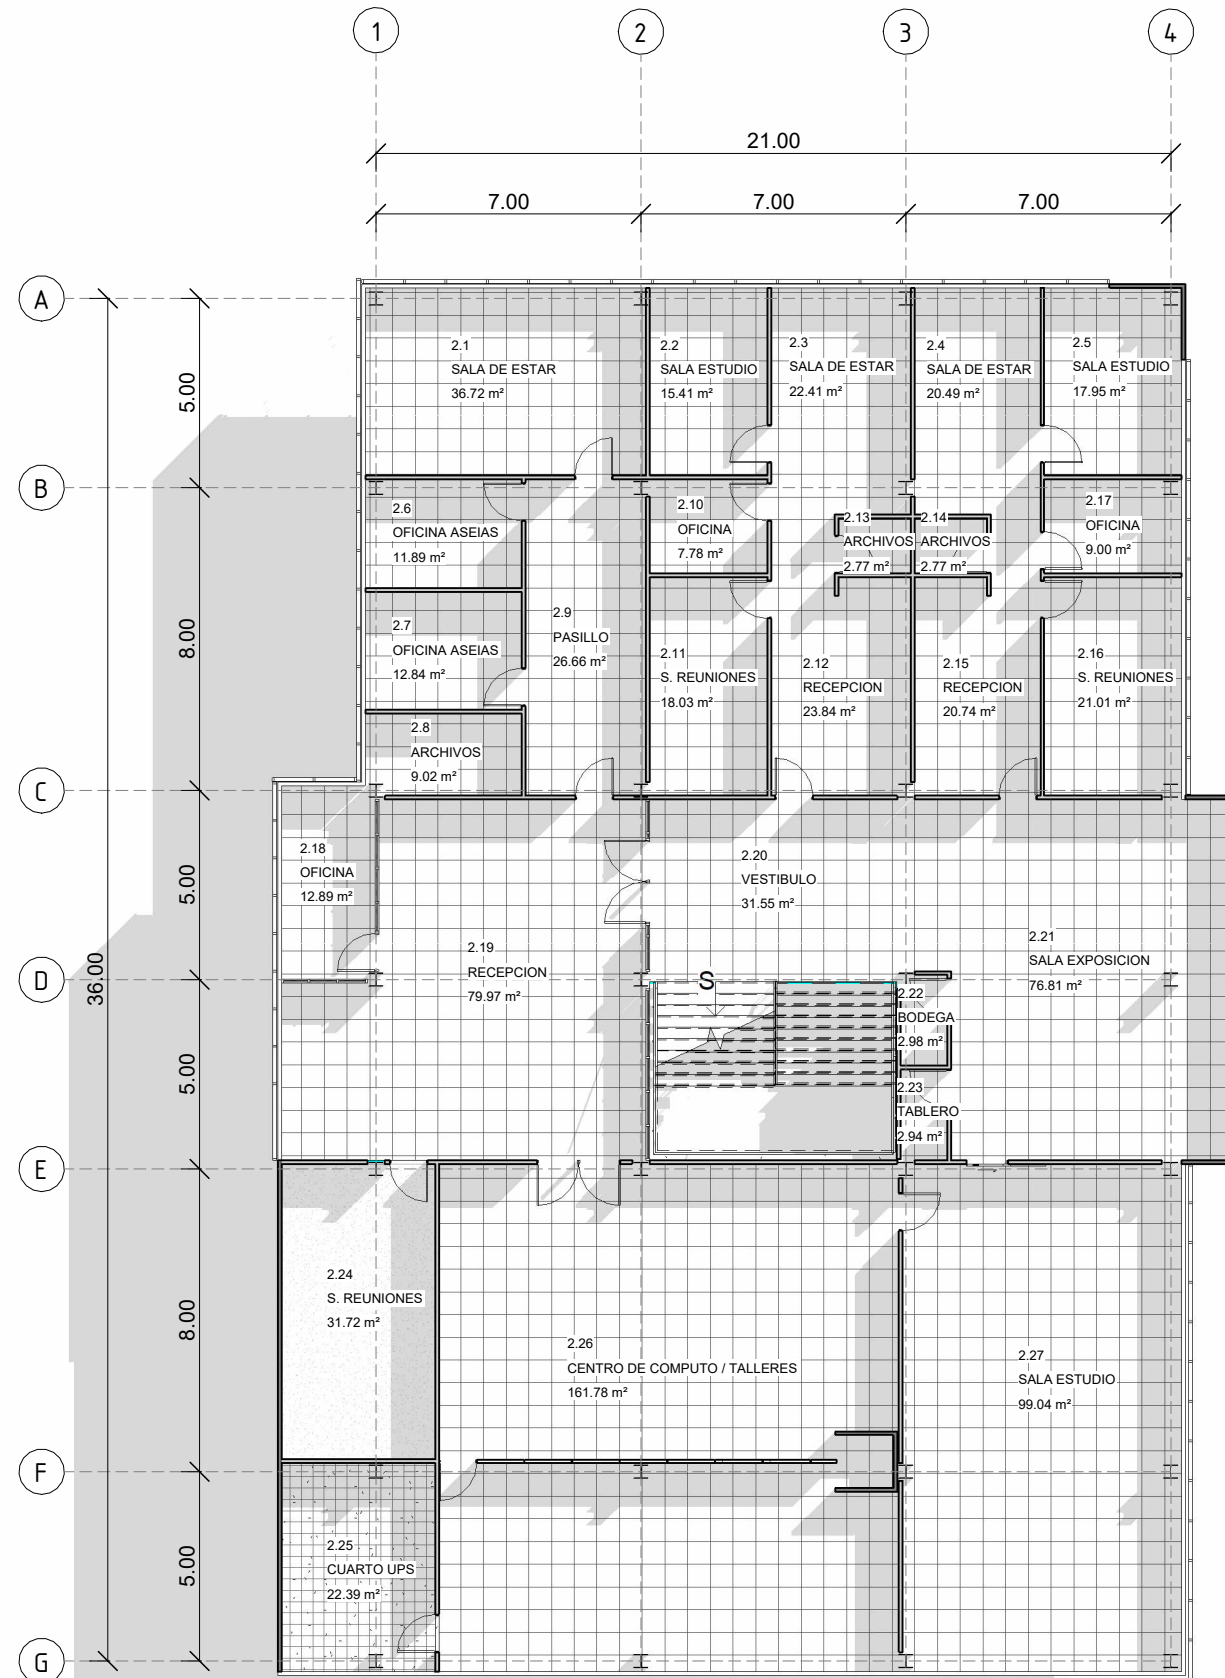 1
2
3
4
21.00
7.00
7.00
7.00
A
B
C
D
E
F
G
36.00
5.00
8.00
5.00
5.00
8.00
5.00
2.1
SALA DE ESTAR
36.72 m²
2.2
SALA ESTUDIO
15.41 m²
2.3
SALA DE ESTAR
22.41 m²
2.4
SALA DE ESTAR
20.49 m²
2.5
SALA ESTUDIO
17.95 m²
2.6
OFICINA ASEIAS
11.89 m²
2.7
OFICINA ASEIAS
12.84 m²
2.8
ARCHIVOS
9.02 m²
2.9
PASILLO
26.66 m²
2.10
OFICINA
7.78 m²
2.11
S. REUNIONES
18.03 m²
2.12
RECEPCION
23.84 m²
2.13
ARCHIVOS
2.77 m²
2.14
ARCHIVOS
2.77 m²
2.15
RECEPCION
20.74 m²
2.16
S. REUNIONES
21.01 m²
2.17
OFICINA
9.00 m²
2.18
OFICINA
12.89 m²
2.19
RECEPCION
79.97 m²
2.20
VESTIBULO
31.55 m²
2.21
SALA EXPOSICION
76.81 m²
S
2.22
BODEGA
2.98 m²
2.23
TABLERO
2.94 m²
2.24
S. REUNIONES
31.72 m²
2.25
CUARTO UPS
22.39 m²
2.26
CENTRO DE COMPUTO / TALLERES
161.78 m²
2.27
SALA ESTUDIO
99.04 m²